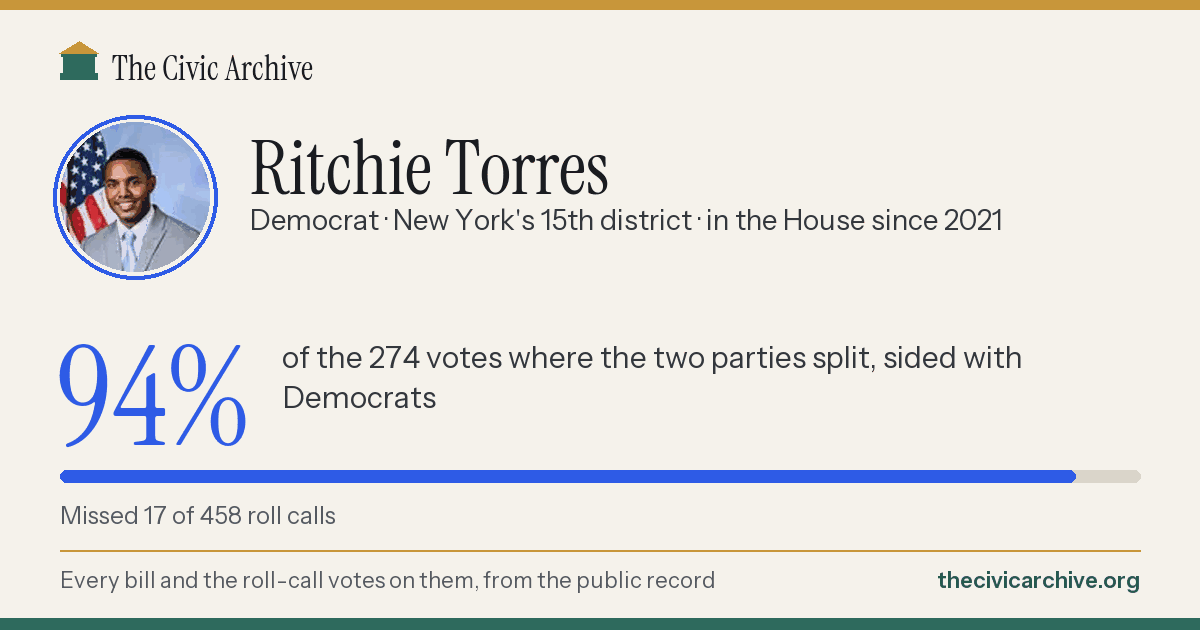 The Civic Archive
Ritchie Torres
Democrat · New York's 15th district · in the House since 2021
94%
of the 274 votes where the two parties split, sided with
Democrats
Missed 17 of 458 roll calls
Every bill and the roll-call votes on them, from the public record
thecivicarchive.org